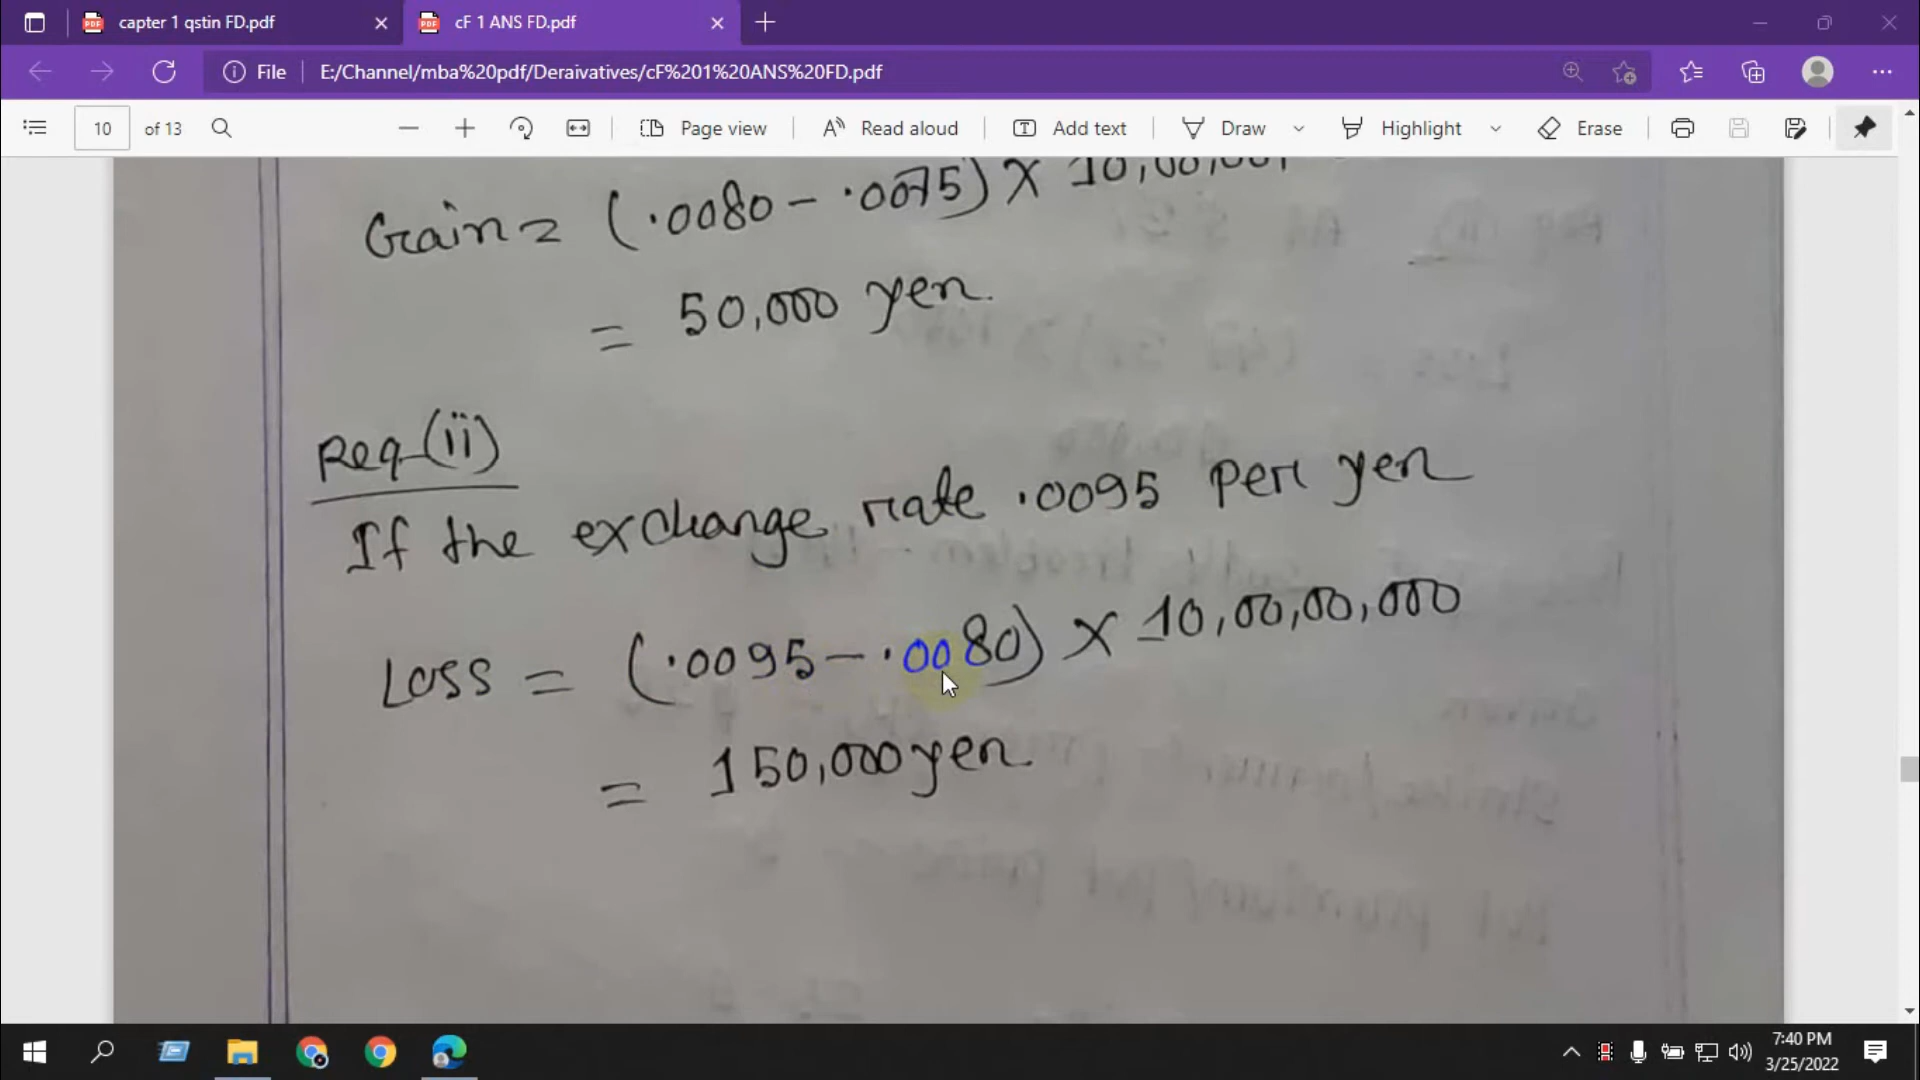 capter 1 qstin FD.pdf
cF 1 ANS FD.pdf
File
E:/Channel/mba%20pdf/Deraivatives/cF%201%20ANS%20FD.pdf
10 of 13
Page view
Read aloud
Add text
Draw
Highlight
Erase
Gain = (.0080 - .0075) X
= 50,000 yen.
Req (ii)
If the exchange rate .0095 per yen
Loss = (.0095 - .0080) X 10,00,00,000
= 150,000 yen
7:40 PM
3/25/2022